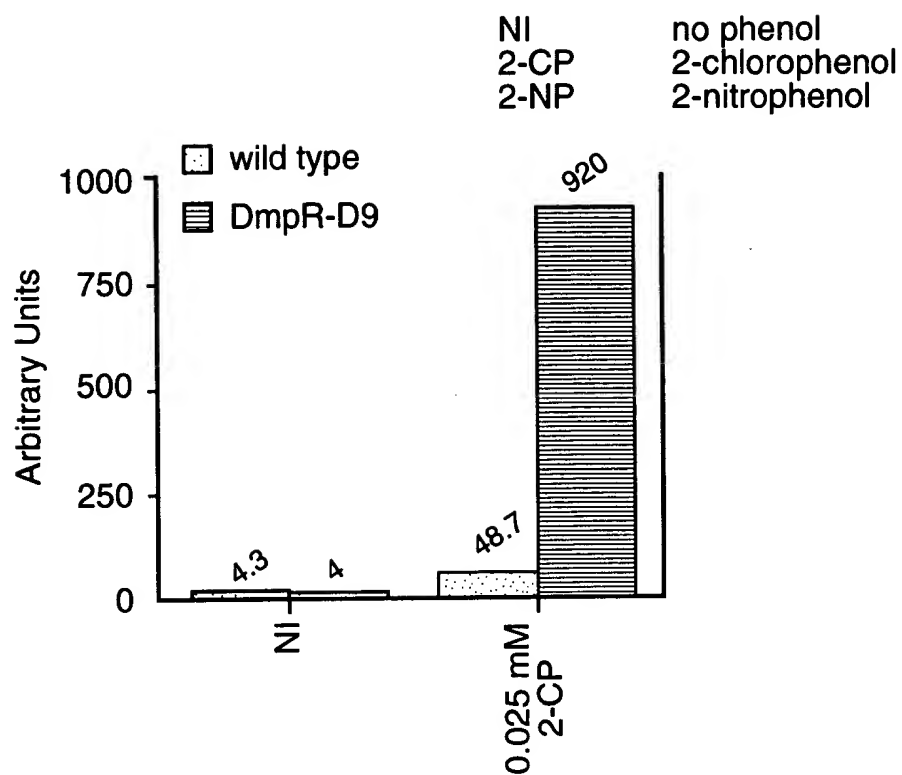 NI no phenol
2-CP 2-chlorophenol
2-NP 2-nitrophenol
wild type
DmpR-D9
1000
750
500
250
0
Arbitrary Units
4.3
4
48.7
920
NI
0.025 mM
2-CP